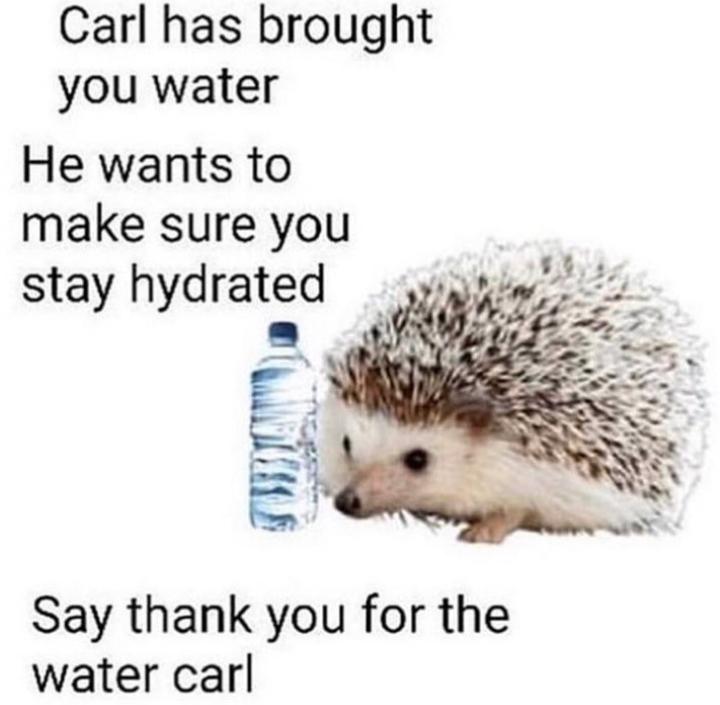 Carl has brought
you water
He wants to
make sure you
stay hydrated
Say thank you for the
water carl